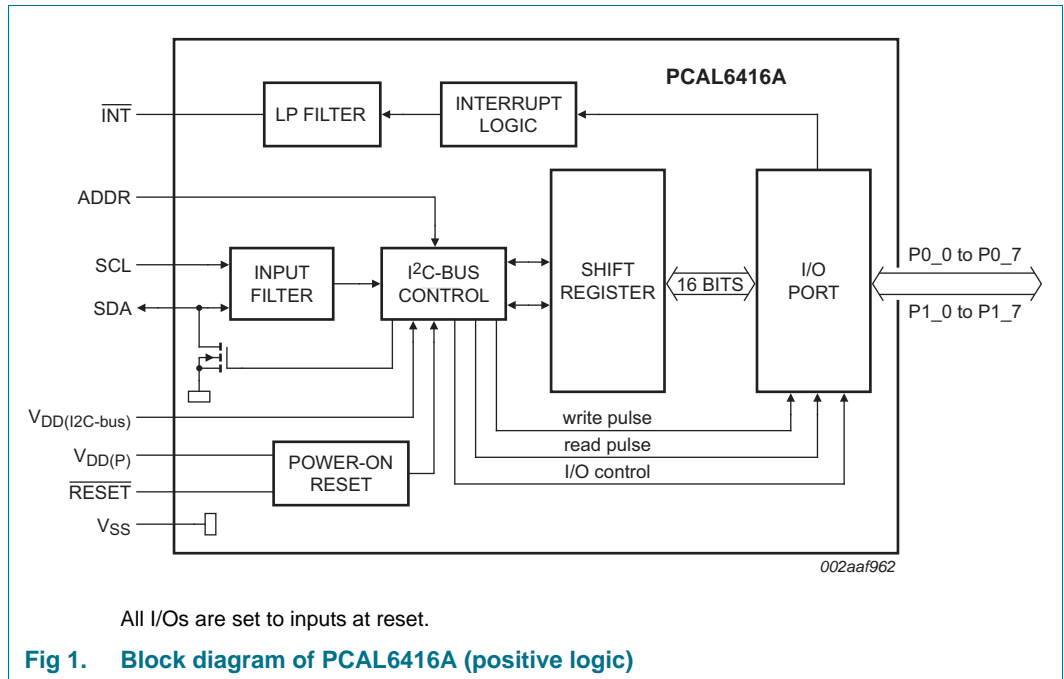 PCAL6416A
INT
LP FILTER
INTERRUPT
LOGIC
ADDR
SCL
SDA
INPUT
FILTER
I2C-BUS
CONTROL
SHIFT
REGISTER
16 BITS
I/O
PORT
P0_0 to P0_7
P1_0 to P1_7
VDD(I2C-bus)
VDD(P)
RESET
VSS
POWER-ON
RESET
write pulse
read pulse
I/O control
002aaf962
All I/Os are set to inputs at reset.
Fig 1. Block diagram of PCAL6416A (positive logic)